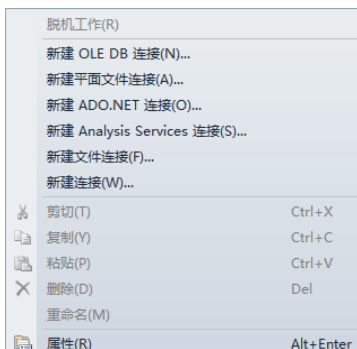 脱机工作(R)
新建 OLE DB 连接(N)...
新建平面文件连接(A)...
新建 ADO.NET 连接(O)...
新建 Analysis Services 连接(S)...
新建文件连接(F)...
新建连接(W)...
剪切(T) Ctrl+X
复制(Y) Ctrl+C
粘贴(P) Ctrl+V
删除(D) Del
重命名(M)
属性(R) Alt+Enter